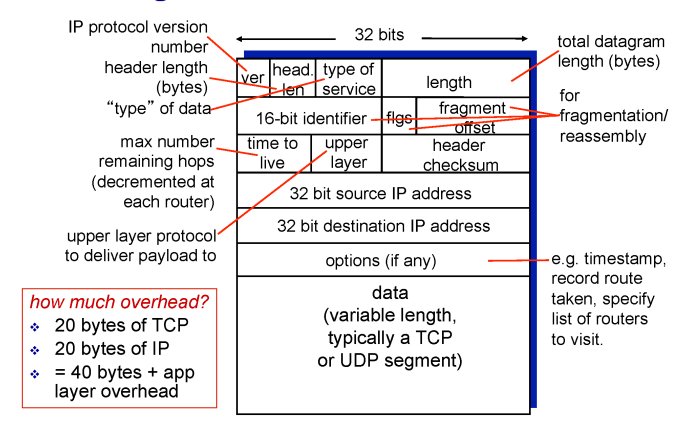 IP protocol version
number
header length
(bytes)
“type” of data
max number
remaining hops
(decremented at
each router)
upper layer protocol
to deliver payload to
how much overhead?
20 bytes of TCP
20 bytes of IP
= 40 bytes + app
layer overhead
32 bits
ver
head.
len
type of
service
length
16-bit identifier
flgs
fragment
offset
time to
live
upper
layer
header
checksum
32 bit source IP address
32 bit destination IP address
options (if any)
data
(variable length,
typically a TCP
or UDP segment)
total datagram
length (bytes)
for
fragmentation/
reassembly
e.g. timestamp,
record route
taken, specify
list of routers
to visit.